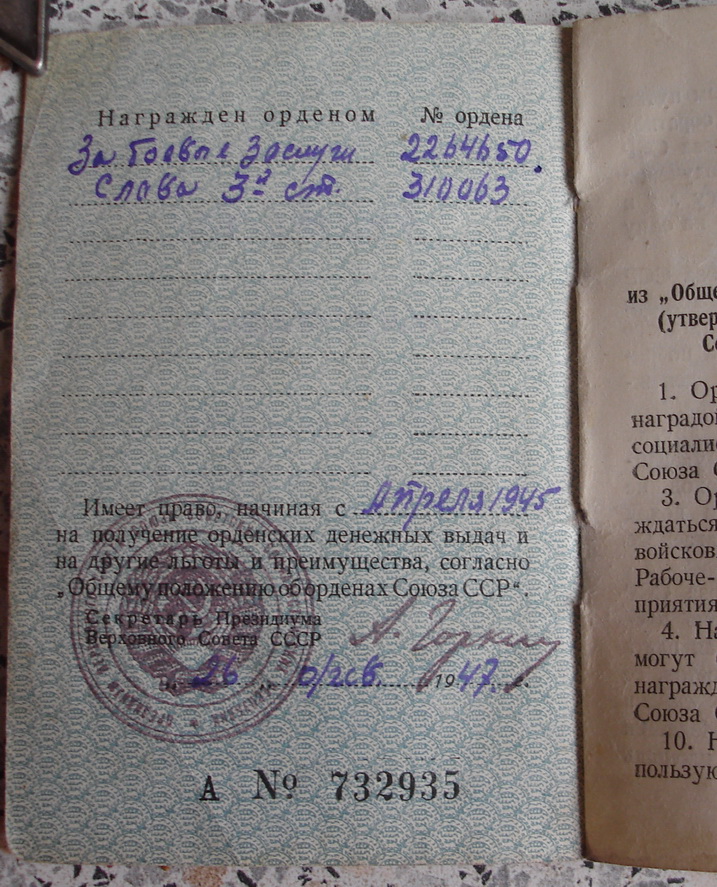 Награжден орденом № ордена
За боевые Заслуги 2264650.
Слава 3й ст. 310063
Имеет право, начиная с Апреля 1945
на получение орденских денежных выдач и
на другие льготы и преимущества, согласно
„Общему положению об орденах Союза ССР“.
Секретарь Президиума
Верховного Совета СССР А. Горкин
26 1947. г.
А № 732935
из „Обще
(утвер
Со
1. Ор
наградо
социали
Союза С
3. Ор
ждаться
войсков
Рабоче-
приятия
4. На
могут
награжд
Союза С
10. Н
пользую